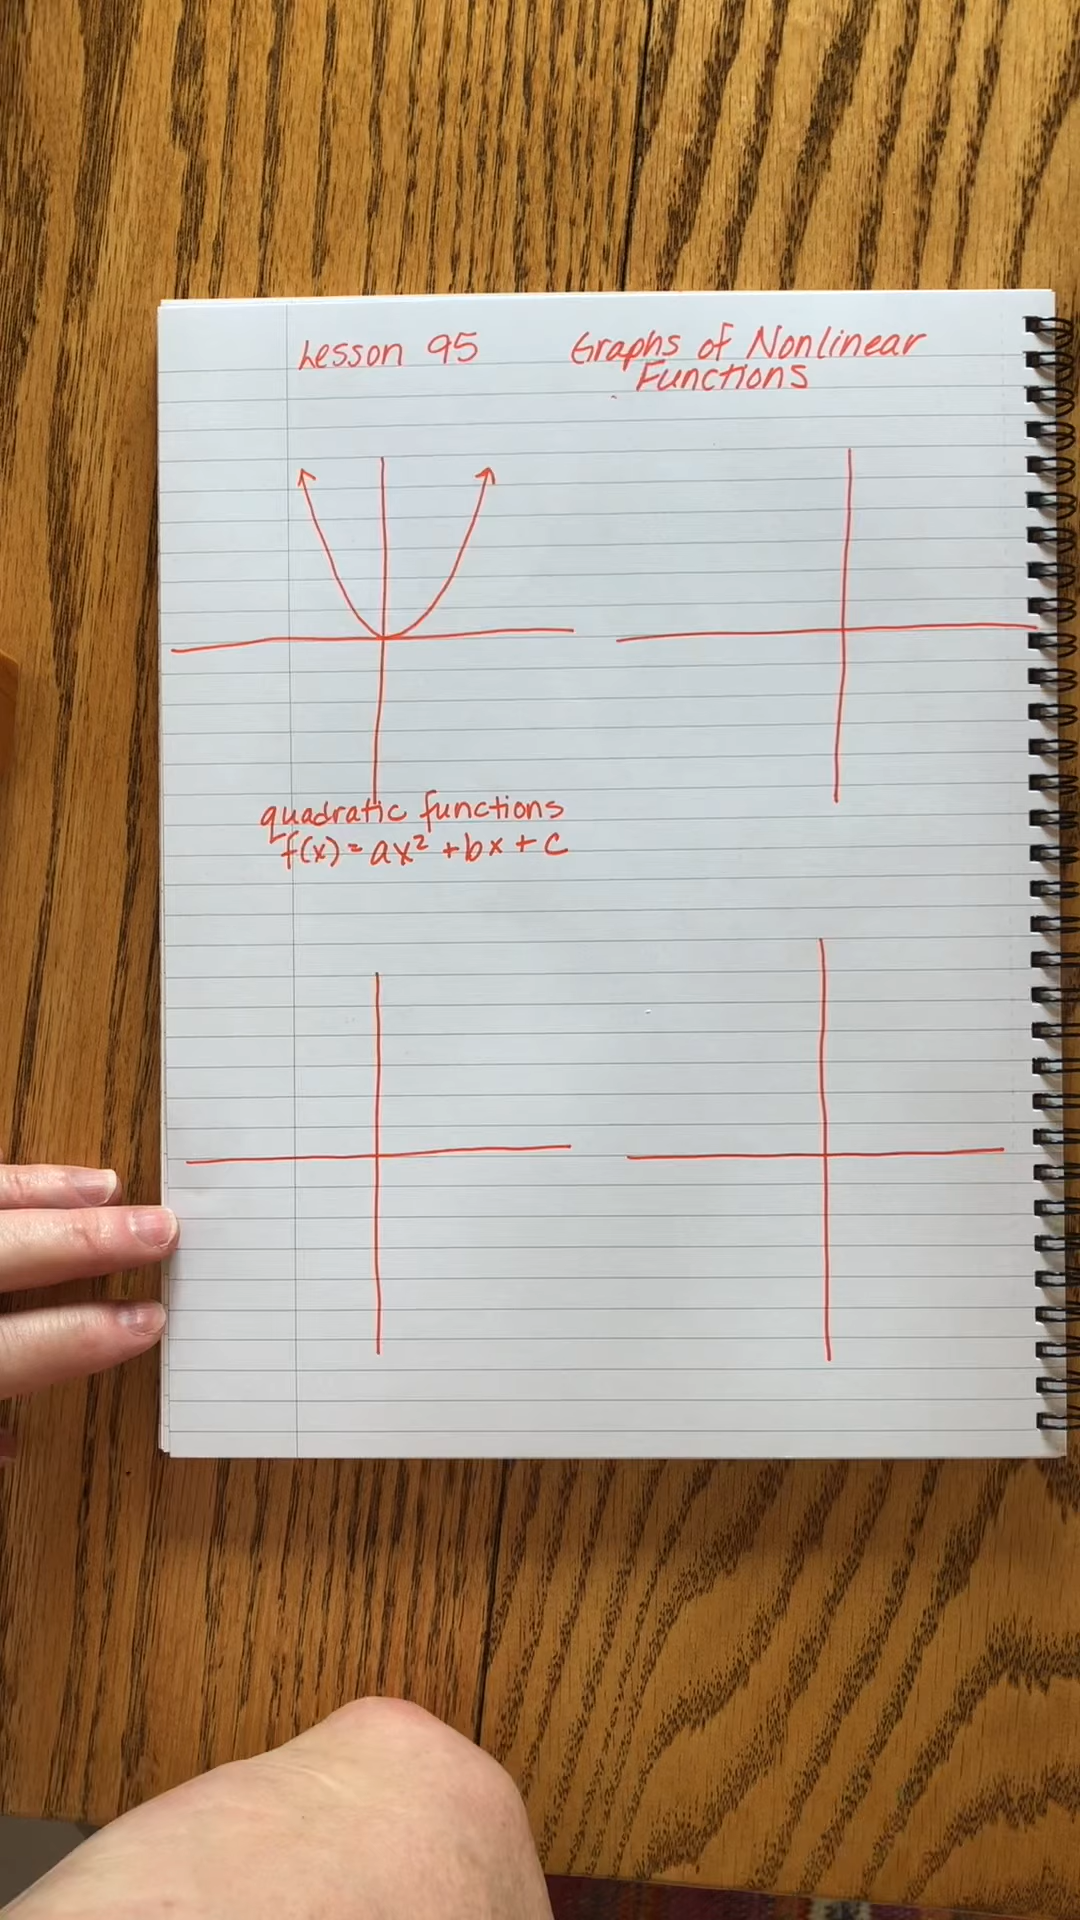 Lesson 95
Graphs of Nonlinear
Functions
quadratic functions
f(x) = ax² + bx + c